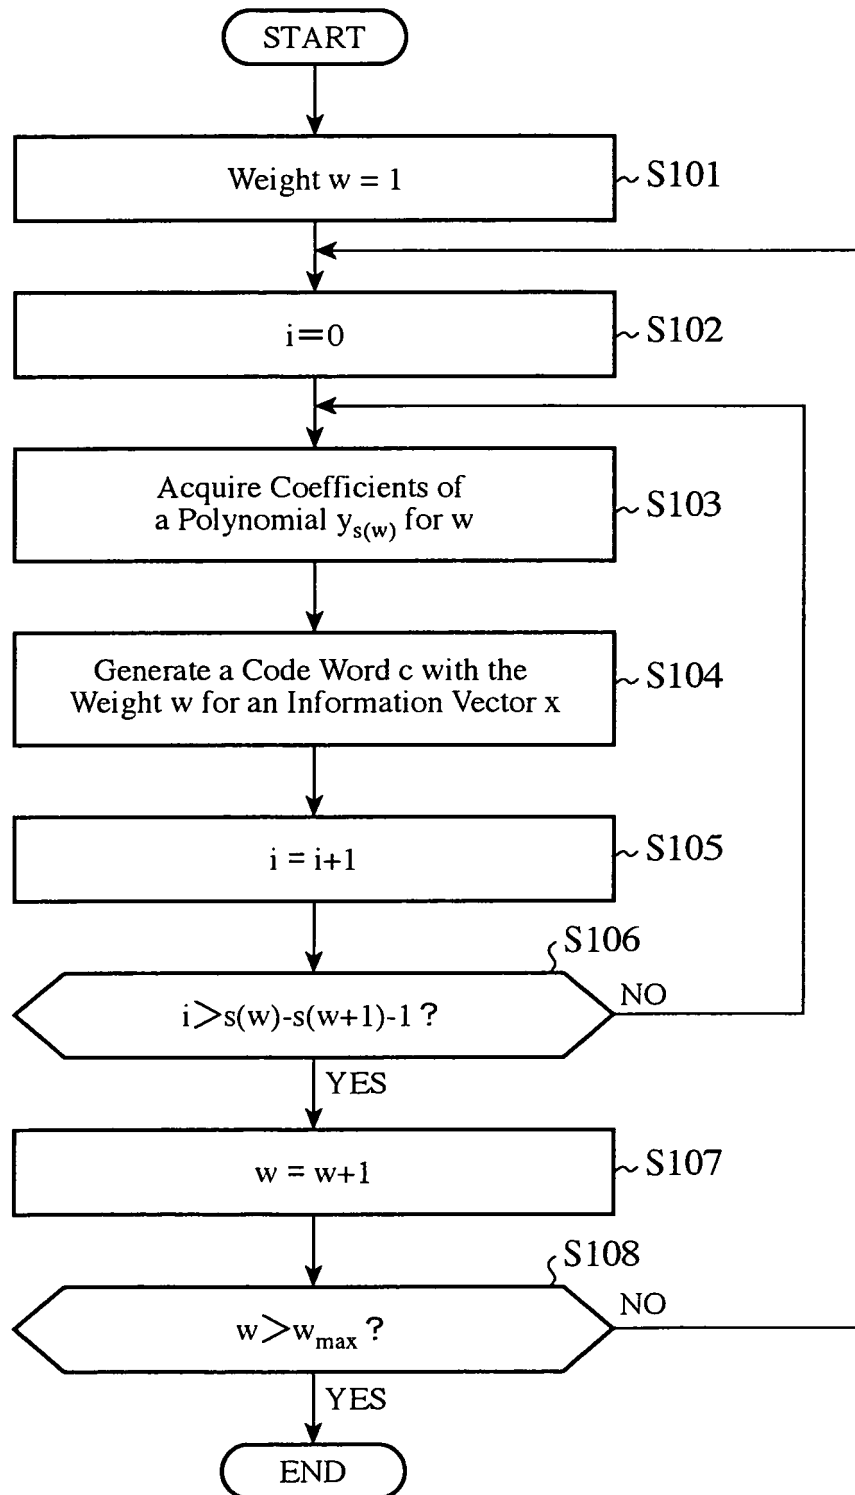 START
Weight w = 1
S101
i=0
S102
Acquire Coefficients of
a Polynomial y_s(w) for w
S103
Generate a Code Word c with the
Weight w for an Information Vector x
S104
i = i+1
S105
S106
i>s(w)-s(w+1)-1?
NO
YES
w = w+1
S107
S108
w>w_max?
NO
YES
END